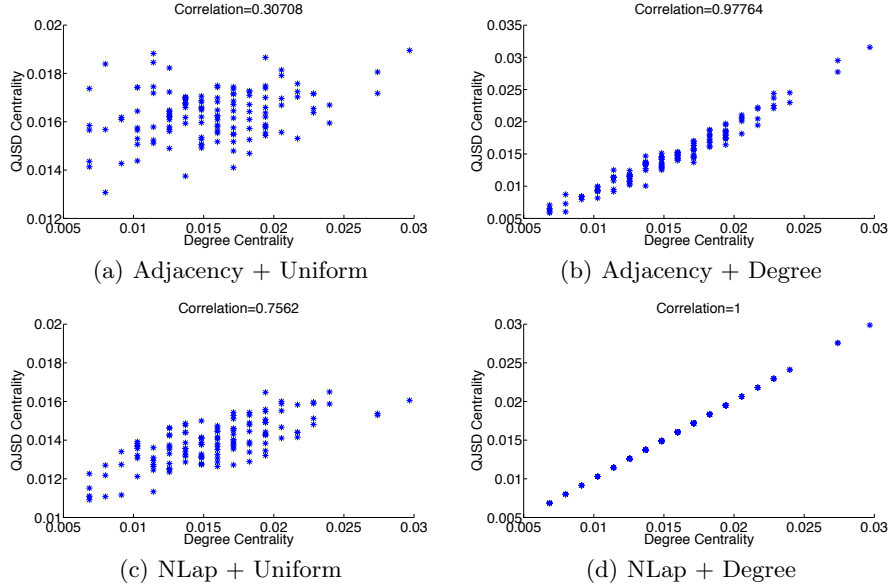 Correlation=0.30708
0.02
0.018
0.016
0.014
0.012
QJSD Centrality
0.005 0.01 0.015 0.02 0.025 0.03
Degree Centrality
(a) Adjacency + Uniform
Correlation=0.97764
0.035
0.03
0.025
0.02
0.015
0.01
0.005
QJSD Centrality
0.005 0.01 0.015 0.02 0.025 0.03
Degree Centrality
(b) Adjacency + Degree
Correlation=0.7562
0.02
0.018
0.016
0.014
0.012
0.01
QJSD Centrality
0.005 0.01 0.015 0.02 0.025 0.03
Degree Centrality
(c) NLap + Uniform
Correlation=1
0.03
0.025
0.02
0.015
0.01
0.005
QJSD Centrality
0.005 0.01 0.015 0.02 0.025 0.03
Degree Centrality
(d) NLap + Degree